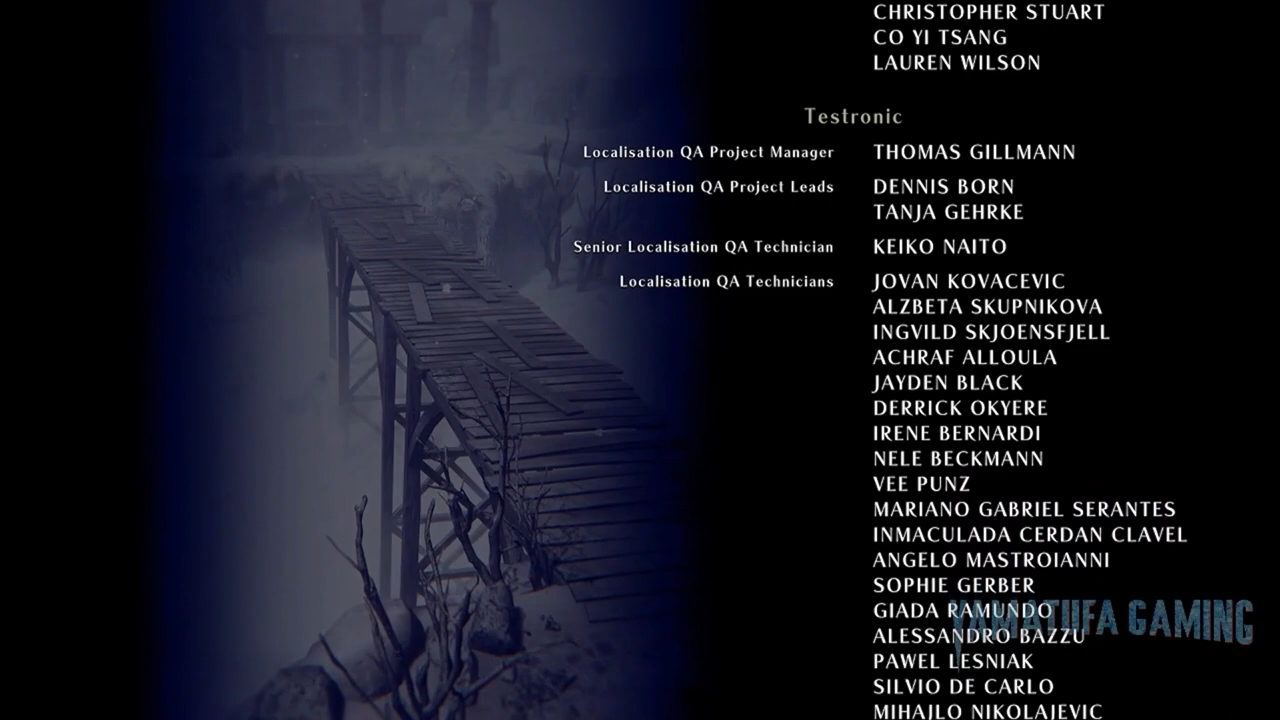 CHRISTOPHER STUART
CO YI TSANG
LAUREN WILSON
Testronic
Localisation QA Project Manager THOMAS GILLMANN
Localisation QA Project Leads DENNIS BORN
TANJA GEHRKE
Senior Localisation QA Technician KEIKO NAITO
Localisation QA Technicians JOVAN KOVACEVIC
ALZBETA SKUPNIKOVA
INGVILD SKJOENSFJELL
ACHRAF ALLOULA
JAYDEN BLACK
DERRICK OKYERE
IRENE BERNARDI
NELE BECKMANN
VEE PUNZ
MARIANO GABRIEL SERANTES
INMACULADA CERDAN CLAVEL
ANGELO MASTROIANNI
SOPHIE GERBER
GIADA RAMUNDO
GAMING
ALESSANDRO BAZZU
PAWEL LESNIAK
SILVIO DE CARLO
MIHAJLO NIKOLAJEVIC